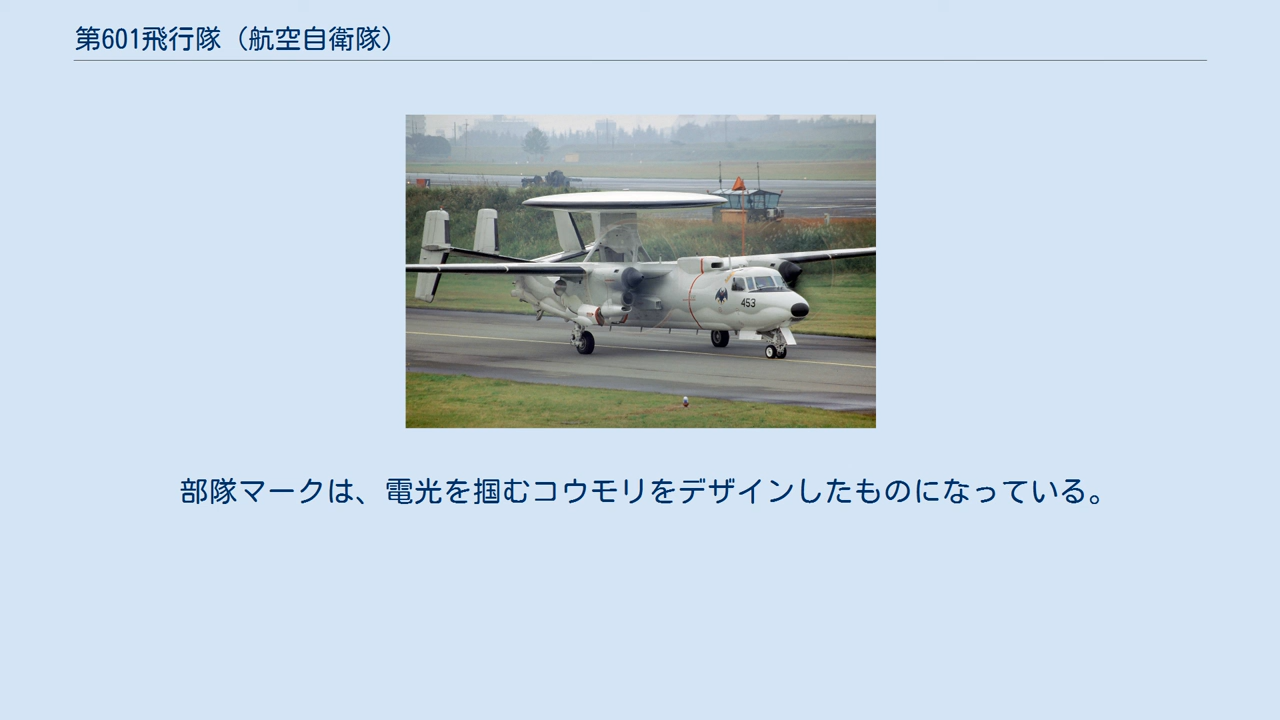 第601飛行隊（航空自衛隊）
453
部隊マークは、電光を掴むコウモリをデザインしたものになっている。